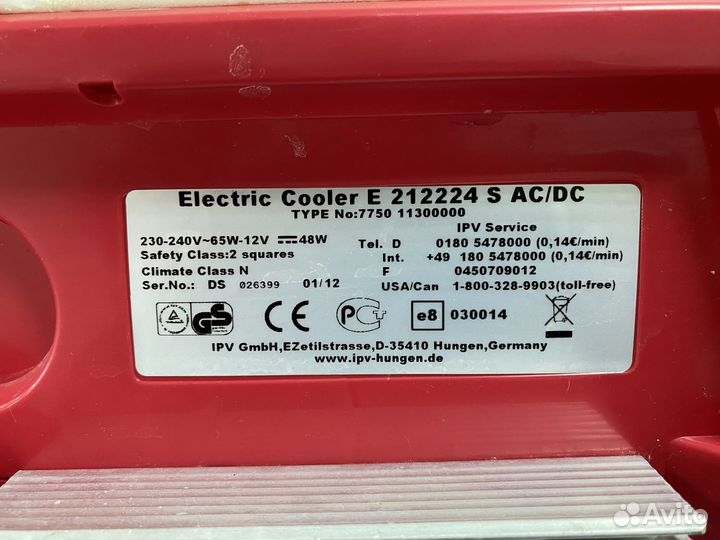 Electric Cooler E 212224 S AC/DC
TYPE No:7750 11300000
230-240V~65W-12V ⎓48W
Safety Class:2 squares
Climate Class N
Ser.No.: DS 026399 01/12
IPV Service
Tel. D 0180 5478000 (0,14€/min)
Int. +49 180 5478000 (0,14€/min)
F 0450709012
USA/Can 1-800-328-9903(toll-free)
GS CE PCT e8 030014
IPV GmbH,EZetilstrasse,D-35410 Hungen,Germany
www.ipv-hungen.de
Avito